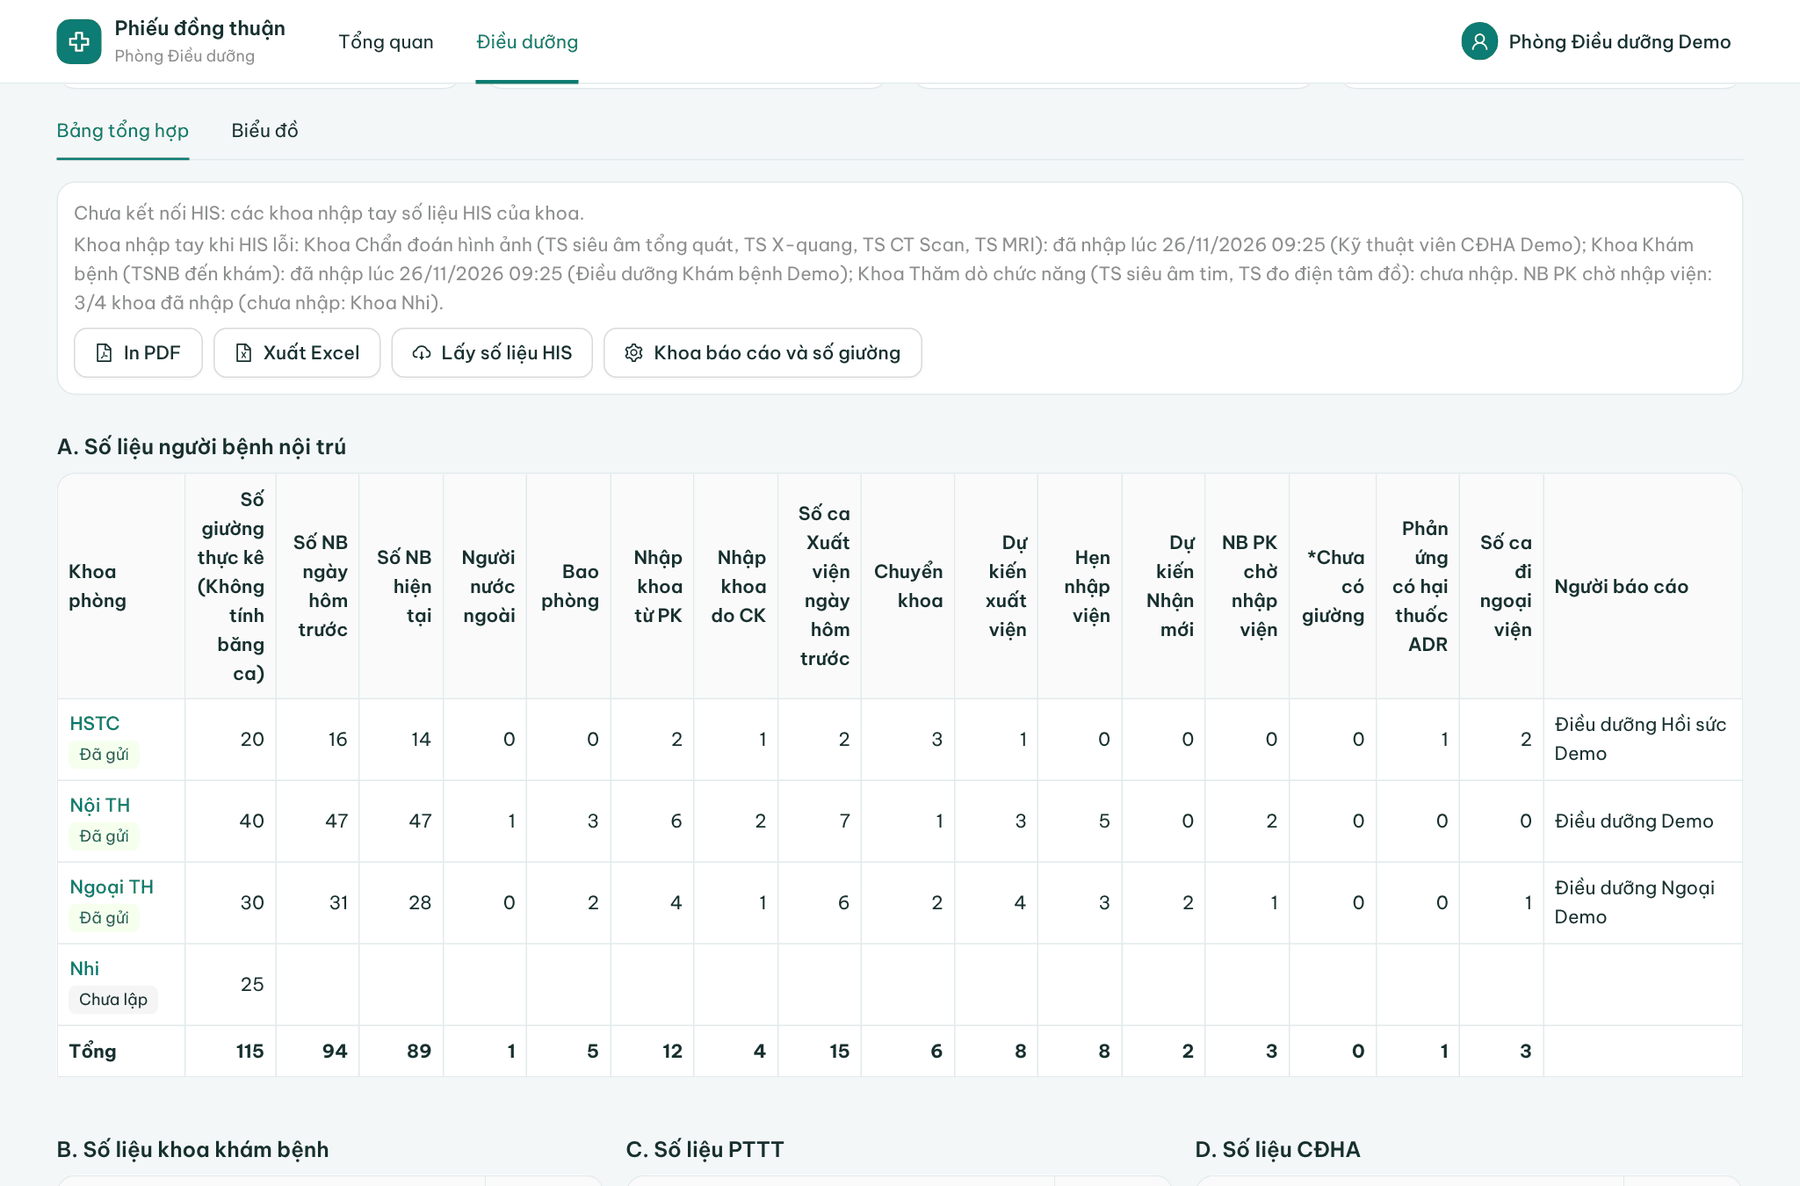 Phiếu đồng thuận
Phòng Điều dưỡng
Tổng quan
Điều dưỡng
Phòng Điều dưỡng Demo
Bảng tổng hợp
Biểu đồ
Chưa kết nối HIS: các khoa nhập tay số liệu HIS của khoa.
Khoa nhập tay khi HIS lỗi: Khoa Chẩn đoán hình ảnh (TS siêu âm tổng quát, TS X-quang, TS CT Scan, TS MRI): đã nhập lúc 26/11/2026 09:25 (Kỹ thuật viên CĐHA Demo); Khoa Khám
bệnh (TSNB đến khám): đã nhập lúc 26/11/2026 09:25 (Điều dưỡng Khám bệnh Demo); Khoa Thăm dò chức năng (TS siêu âm tim, TS đo điện tâm đồ): chưa nhập. NB PK chờ nhập viện:
3/4 khoa đã nhập (chưa nhập: Khoa Nhi).
In PDF
Xuất Excel
Lấy số liệu HIS
Khoa báo cáo và số giường
A. Số liệu người bệnh nội trú
Khoa phòng | Số giường thực kê (Không tính băng ca) | Số NB ngày hôm trước | Số NB hiện tại | Người nước ngoài | Bao phòng | Nhập khoa từ PK | Nhập khoa do CK | Số ca Xuất viện ngày hôm trước | Chuyển khoa | Dự kiến xuất viện | Hẹn nhập viện | Dự kiến Nhận mới | NB PK chờ nhập viện | *Chưa có giường | Phản ứng có hại thuốc ADR | Số ca đi ngoại viện | Người báo cáo
HSTC Đã gửi | 20 | 16 | 14 | 0 | 0 | 2 | 1 | 2 | 3 | 1 | 0 | 0 | 0 | 0 | 1 | 2 | Điều dưỡng Hồi sức Demo
Nội TH Đã gửi | 40 | 47 | 47 | 1 | 3 | 6 | 2 | 7 | 1 | 3 | 5 | 0 | 2 | 0 | 0 | 0 | Điều dưỡng Demo
Ngoại TH Đã gửi | 30 | 31 | 28 | 0 | 2 | 4 | 1 | 6 | 2 | 4 | 3 | 2 | 1 | 0 | 0 | 1 | Điều dưỡng Ngoại Demo
Nhi Chưa lập | 25
Tổng | 115 | 94 | 89 | 1 | 5 | 12 | 4 | 15 | 6 | 8 | 8 | 2 | 3 | 0 | 1 | 3
B. Số liệu khoa khám bệnh
C. Số liệu PTTT
D. Số liệu CĐHA